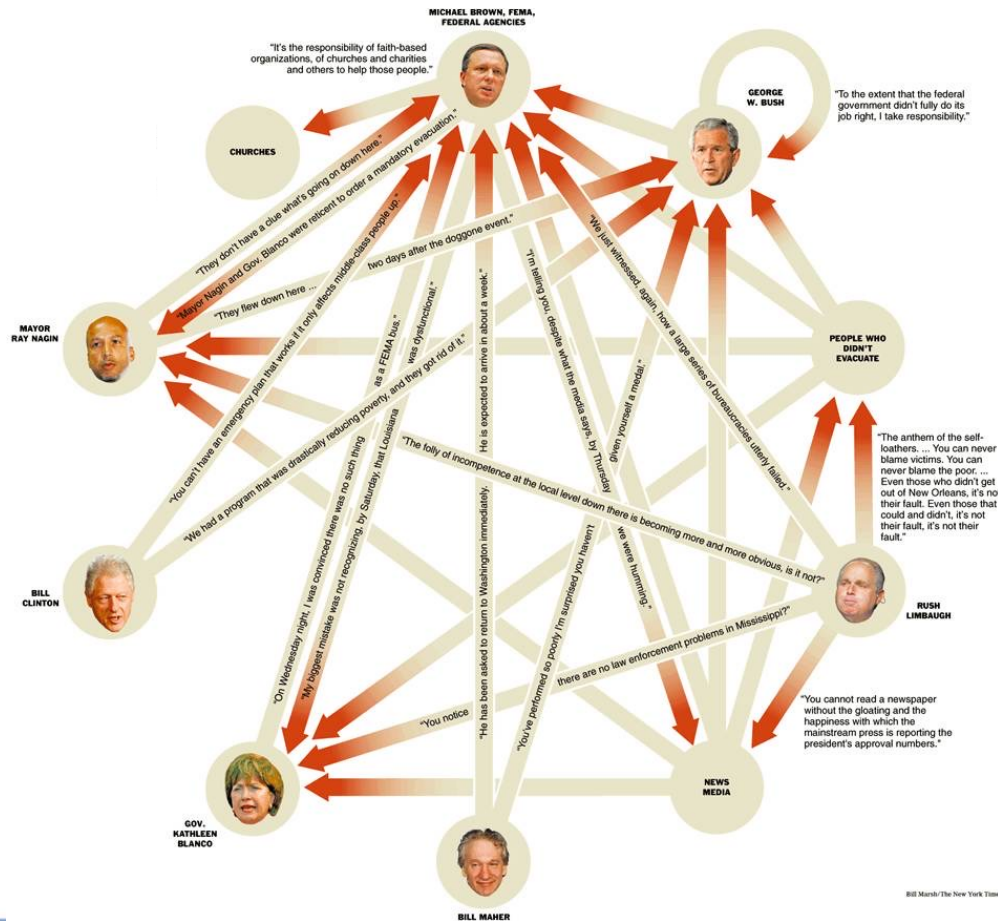 MICHAEL BROWN, FEMA,
FEDERAL AGENCIES
"It's the responsibility of faith-based
organizations, of churches and charities
and others to help those people."
GEORGE
W. BUSH
"To the extent that the federal
government didn't fully do its
job right, I take responsibility."
CHURCHES
"They don't have a clue what's going on down here."
"Mayor Nagin and Gov. Blanco were reticent to order a mandatory evacuation."
"They flew down here ... two days after the doggone event."
MAYOR
RAY NAGIN
PEOPLE WHO
DIDN'T
EVACUATE
"You can't have an emergency plan that works if it only affects middle-class people up."
"We had a program that was drastically reducing poverty, and they got rid of it."
"On Wednesday night, I was convinced there was no such thing as a FEMA bus."
"My biggest mistake was not recognizing, by Saturday, that Louisiana was dysfunctional."
"He has been asked to return to Washington immediately. He is expected to arrive in about a week."
"You've performed so poorly I'm surprised you haven't given yourself a medal."
"I'm telling you, despite what the media says, by Thursday we were humming."
"We just witnessed, again, how a large series of bureaucracies utterly failed."
"The folly of incompetence at the local level down there is becoming more and more obvious, is it not?"
"You notice there are no law enforcement problems in Mississippi?"
"The anthem of the self-
loathers. ... You can never
blame victims. You can
never blame the poor. ...
Even those who didn't get
out of New Orleans, it's no
their fault. Even those that
could and didn't, it's not
their fault, it's not their
fault."
BILL
CLINTON
RUSH
LIMBAUGH
"You cannot read a newspaper
without the gloating and the
happiness with which the
mainstream press is reporting the
president's approval numbers."
NEWS
MEDIA
GOV.
KATHLEEN
BLANCO
BILL MAHER
Bill Marsh/The New York Time